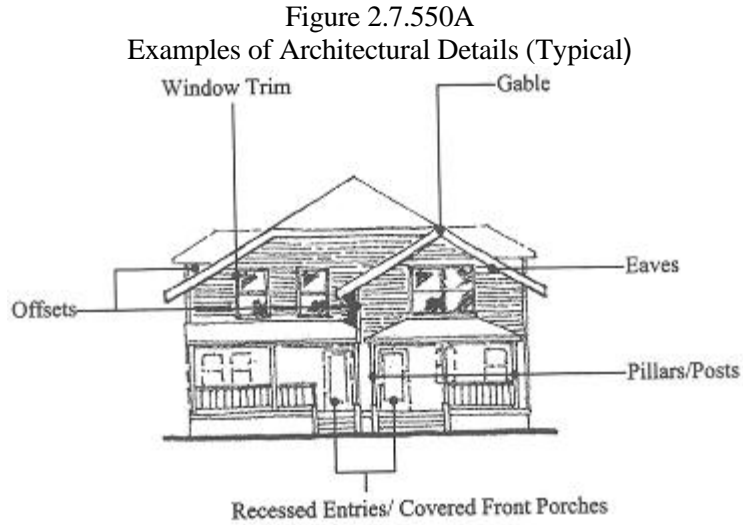 Figure 2.7.550A
Examples of Architectural Details (Typical)
Window Trim
Gable
Eaves
Offsets
Pillars/Posts
Recessed Entries/ Covered Front Porches